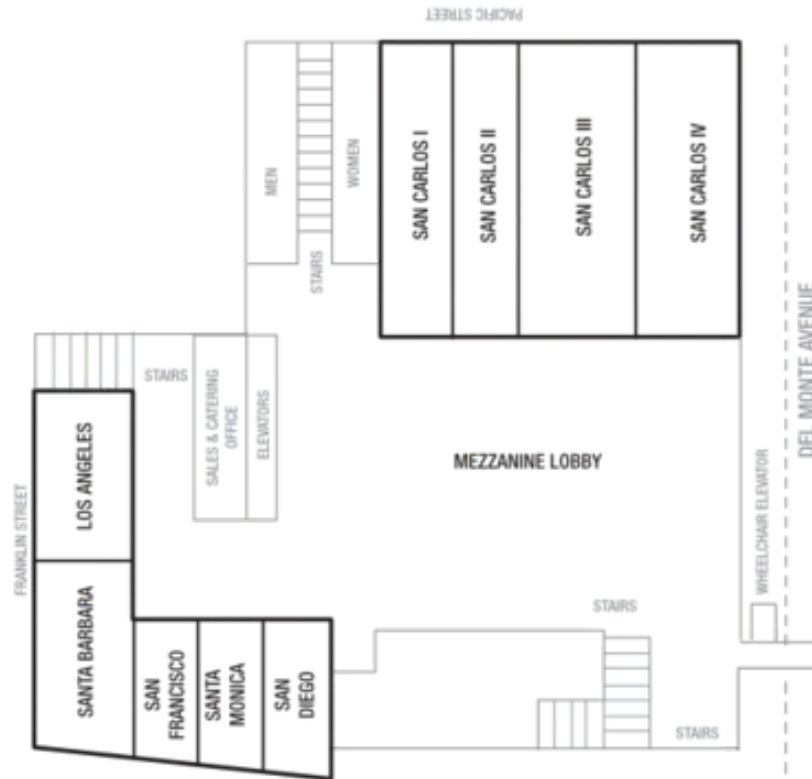 PACIFIC STREET
MEN
WOMEN
STAIRS
SAN CARLOS I
SAN CARLOS II
SAN CARLOS III
SAN CARLOS IV
STAIRS
SALES & CATERING
OFFICE
ELEVATORS
LOS ANGELES
FRANKLIN STREET
MEZZANINE LOBBY
DEL MONTE AVENUE
WHEELCHAIR ELEVATOR
SANTA BARBARA
SAN
FRANCISCO
SANTA
MONICA
SAN
DIEGO
STAIRS
STAIRS